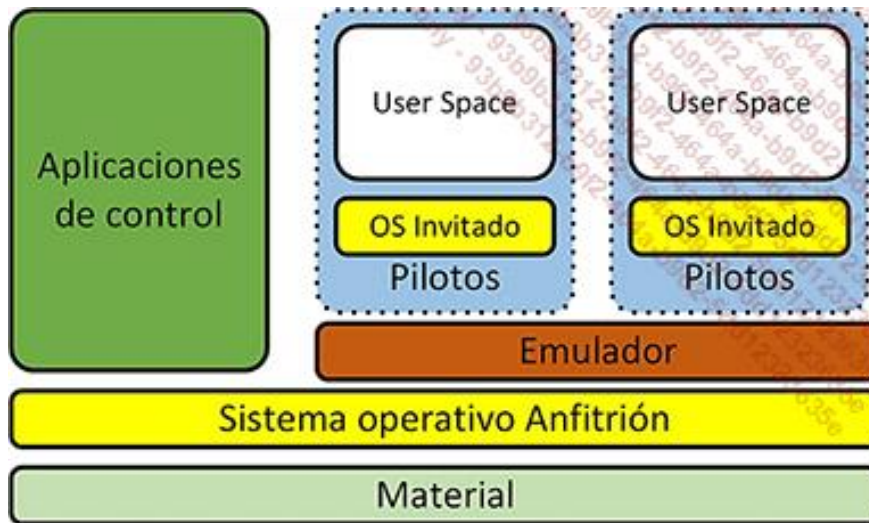 Aplicaciones
de control
User Space
OS Invitado
Pilotos
User Space
OS Invitado
Pilotos
Emulador
Sistema operativo Anfitrión
Material